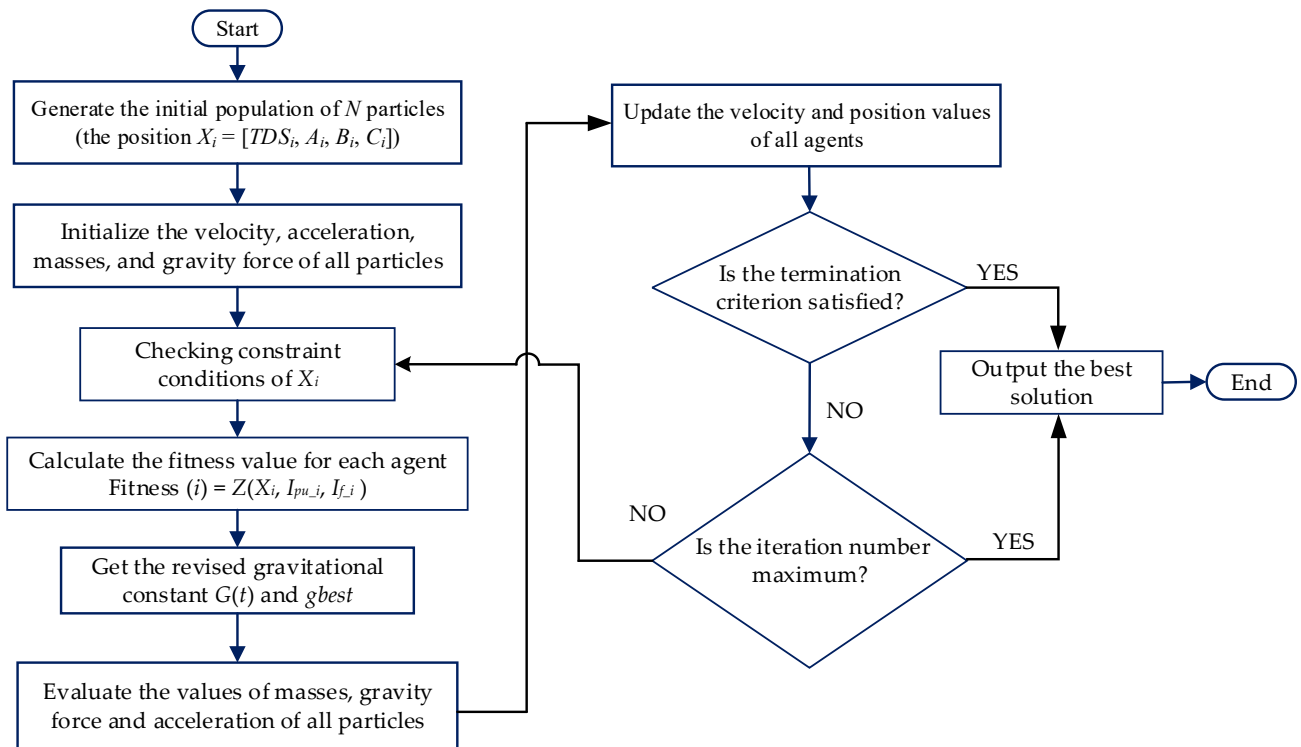 Start
Generate the initial population of N particles
(the position Xi = [TDSi, Ai, Bi, Ci])
Initialize the velocity, acceleration,
masses, and gravity force of all particles
Checking constraint
conditions of Xi
Calculate the fitness value for each agent
Fitness (i) = Z(Xi, Ipu_i, If_i )
Get the revised gravitational
constant G(t) and gbest
Evaluate the values of masses, gravity
force and acceleration of all particles
Update the velocity and position values
of all agents
Is the termination
criterion satisfied?
YES
NO
Is the iteration number
maximum?
NO
YES
Output the best
solution
End